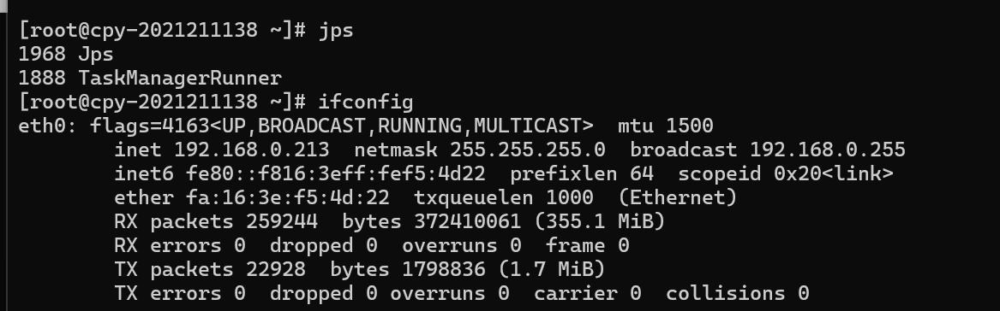 [root@cpy-2021211138 ~]# jps
1968 Jps
1888 TaskManagerRunner
[root@cpy-2021211138 ~]# ifconfig
eth0: flags=4163<UP,BROADCAST,RUNNING,MULTICAST>  mtu 1500
        inet 192.168.0.213  netmask 255.255.255.0  broadcast 192.168.0.255
        inet6 fe80::f816:3eff:fef5:4d22  prefixlen 64  scopeid 0x20<link>
        ether fa:16:3e:f5:4d:22  txqueuelen 1000  (Ethernet)
        RX packets 259244  bytes 372410061 (355.1 MiB)
        RX errors 0  dropped 0  overruns 0  frame 0
        TX packets 22928  bytes 1798836 (1.7 MiB)
        TX errors 0  dropped 0 overruns 0  carrier 0  collisions 0